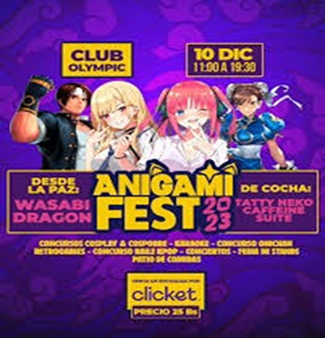 CLUB
OLYMPIC
10 DIC
11:00 A 19:30
DESDE
LA PAZ:
WASABI
DRAGON
ANIGAMI
FEST
2023
DE COCHA:
TATTY NEKO
CAFFEINE
SUITE
CONCURSOS COSPLAY & COSPOBRE - KARAOKE - CONCURSO ONICHAN
RETROGAMES - CONCURSO BAILE KPOP - CONCIERTOS - FERIA DE STANDS
PATIO DE COMIDAS
clicket.
PRECIO 25 Bs